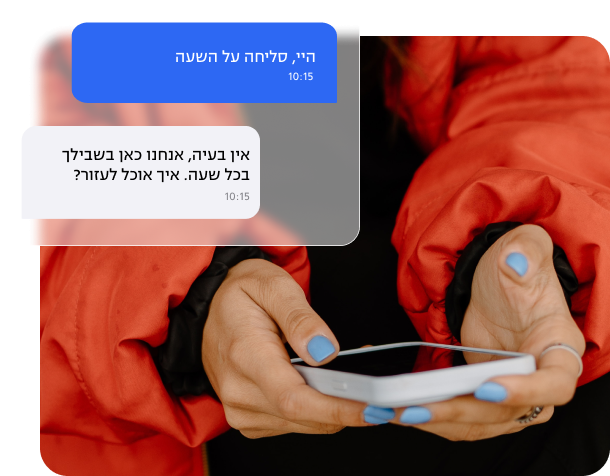 היי, סליחה על השעה
10:15
אין בעיה, אנחנו כאן בשבילך
בכל שעה. איך אוכל לעזור?
10:15